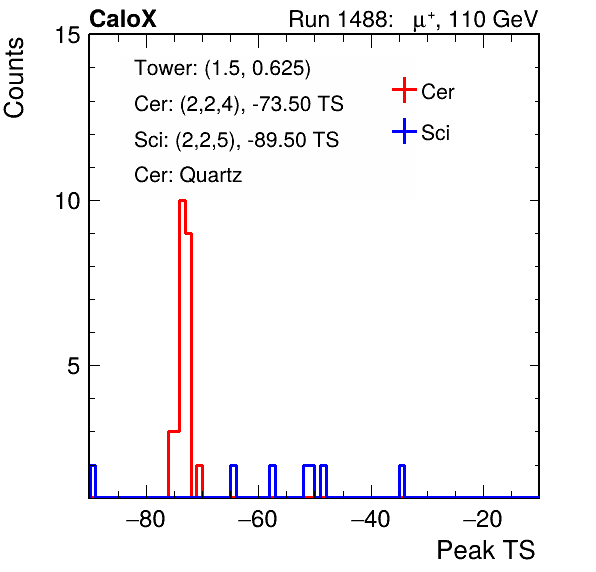 CaloX Run 1488: μ⁺, 110 GeV
Counts
15
10
5
Tower: (1.5, 0.625)
Cer: (2,2,4), -73.50 TS
Sci: (2,2,5), -89.50 TS
Cer: Quartz
Cer
Sci
−80 −60 −40 −20
Peak TS